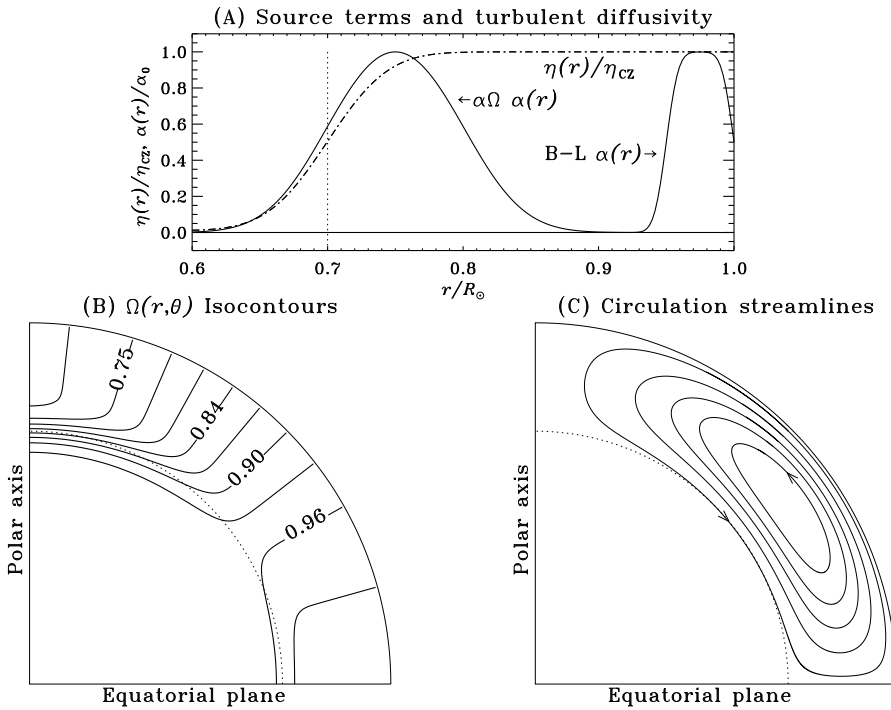 (A) Source terms and turbulent diffusivity
η(r)/η_CZ, α(r)/α_0
1.0
0.8
0.6
0.4
0.2
0.0
η(r)/η_CZ
←αΩ α(r)
B−L α(r)→
0.6 0.7 0.8 0.9 1.0
r/R_⊙
(B) Ω(r,θ) Isocontours
0.75
0.84
0.90
0.96
Polar axis
Equatorial plane
(C) Circulation streamlines
Polar axis
Equatorial plane